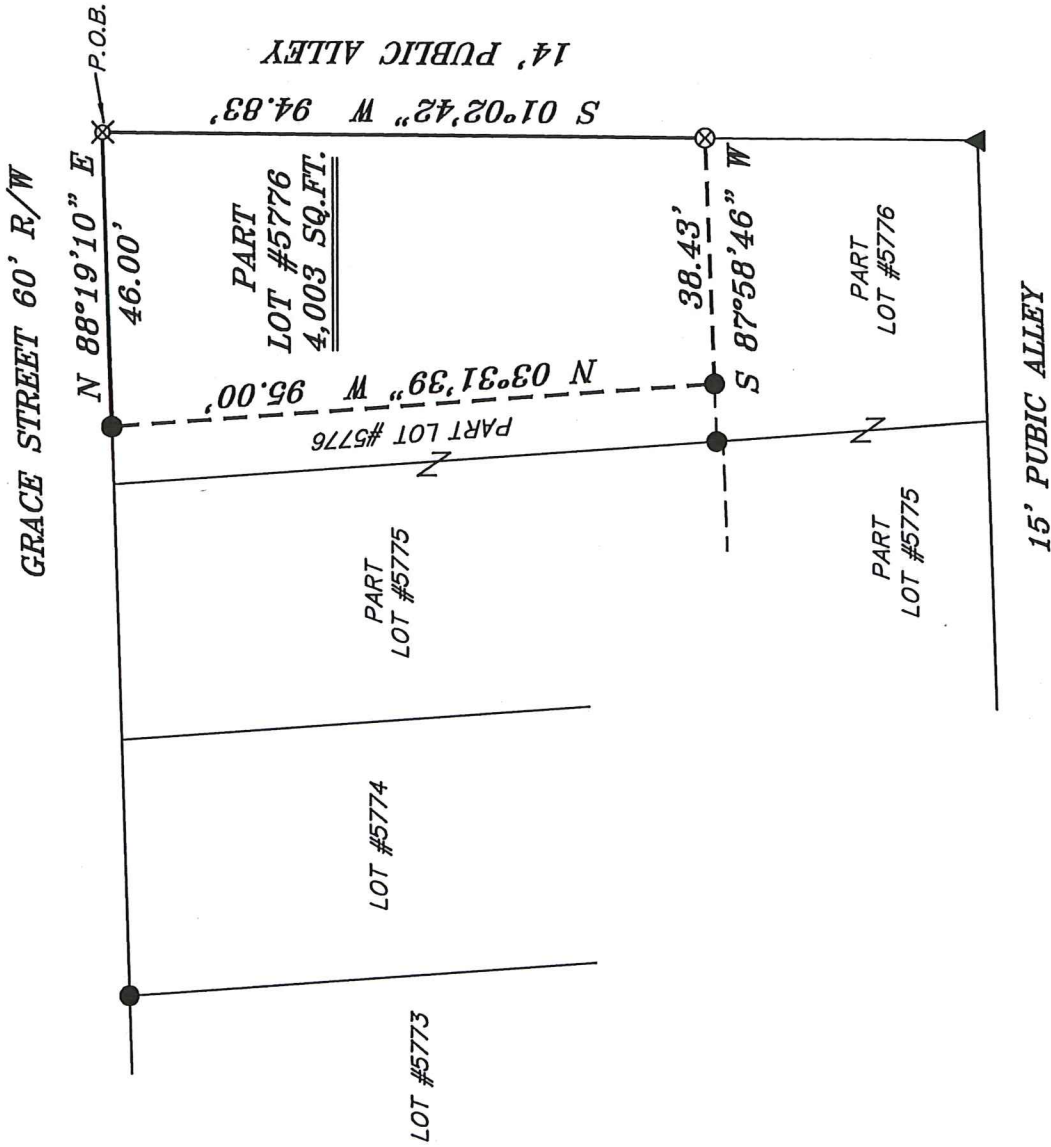 GRACE STREET 60' R/W
P.O.B.
N 88°19'10" E
46.00'
14' PUBLIC ALLEY
S 01°02'42" W 94.83'
PART
LOT #5776
4,003 SQ.FT.
N 03°31'39" W 95.00'
PART LOT #5776
38.43'
S 87°58'46" W
PART
LOT #5776
PART
LOT #5775
PART
LOT #5775
LOT #5774
LOT #5773
15' PUBIC ALLEY